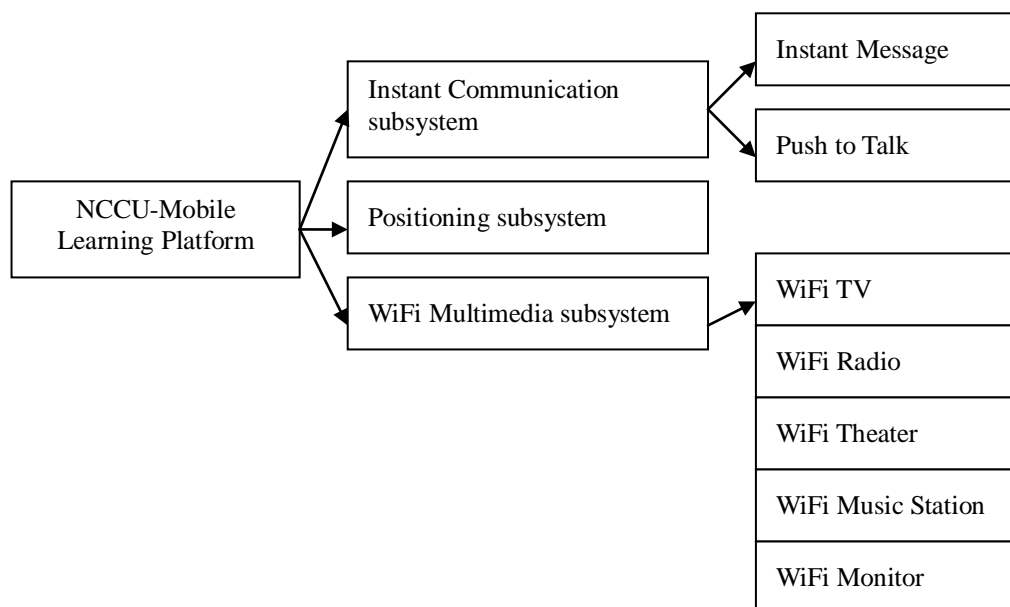 Instant Message
Instant Communication
subsystem
Push to Talk
NCCU-Mobile
Learning Platform
Positioning subsystem
WiFi Multimedia subsystem
WiFi TV
WiFi Radio
WiFi Theater
WiFi Music Station
WiFi Monitor